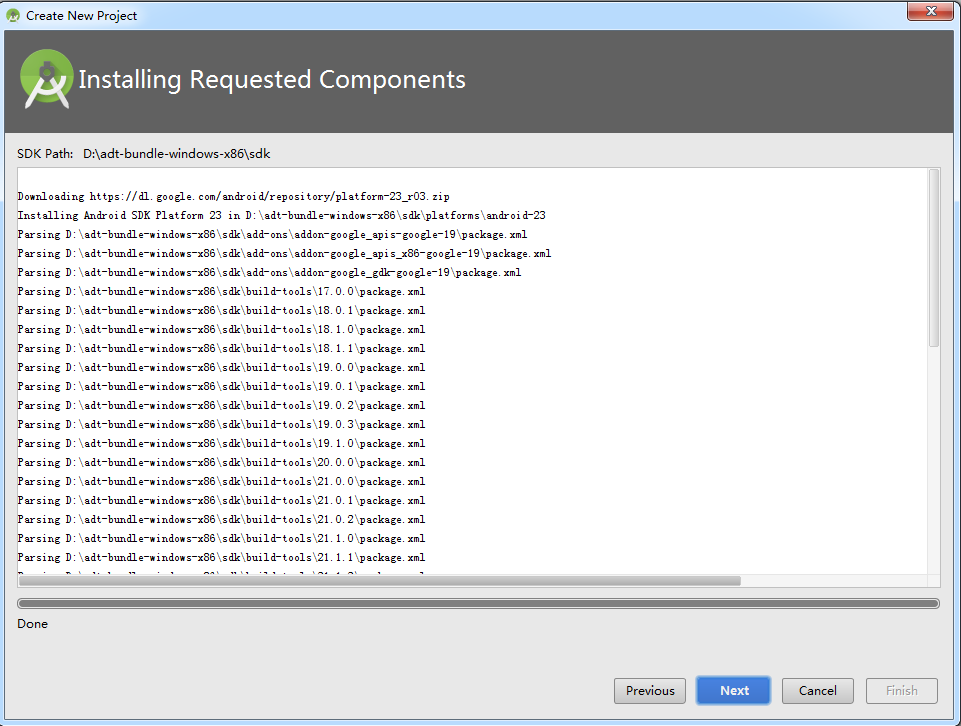 Create New Project
Installing Requested Components
SDK Path: D:\adt-bundle-windows-x86\sdk
Downloading https://dl.google.com/android/repository/platform-23_r03.zip
Installing Android SDK Platform 23 in D:\adt-bundle-windows-x86\sdk\platforms\android-23
Parsing D:\adt-bundle-windows-x86\sdk\add-ons\addon-google_apis-google-19\package.xml
Parsing D:\adt-bundle-windows-x86\sdk\add-ons\addon-google_apis_x86-google-19\package.xml
Parsing D:\adt-bundle-windows-x86\sdk\add-ons\addon-google_gdk-google-19\package.xml
Parsing D:\adt-bundle-windows-x86\sdk\build-tools\17.0.0\package.xml
Parsing D:\adt-bundle-windows-x86\sdk\build-tools\18.0.1\package.xml
Parsing D:\adt-bundle-windows-x86\sdk\build-tools\18.1.0\package.xml
Parsing D:\adt-bundle-windows-x86\sdk\build-tools\18.1.1\package.xml
Parsing D:\adt-bundle-windows-x86\sdk\build-tools\19.0.0\package.xml
Parsing D:\adt-bundle-windows-x86\sdk\build-tools\19.0.1\package.xml
Parsing D:\adt-bundle-windows-x86\sdk\build-tools\19.0.2\package.xml
Parsing D:\adt-bundle-windows-x86\sdk\build-tools\19.0.3\package.xml
Parsing D:\adt-bundle-windows-x86\sdk\build-tools\19.1.0\package.xml
Parsing D:\adt-bundle-windows-x86\sdk\build-tools\20.0.0\package.xml
Parsing D:\adt-bundle-windows-x86\sdk\build-tools\21.0.0\package.xml
Parsing D:\adt-bundle-windows-x86\sdk\build-tools\21.0.1\package.xml
Parsing D:\adt-bundle-windows-x86\sdk\build-tools\21.0.2\package.xml
Parsing D:\adt-bundle-windows-x86\sdk\build-tools\21.1.0\package.xml
Parsing D:\adt-bundle-windows-x86\sdk\build-tools\21.1.1\package.xml
Done
Previous Next Cancel Finish